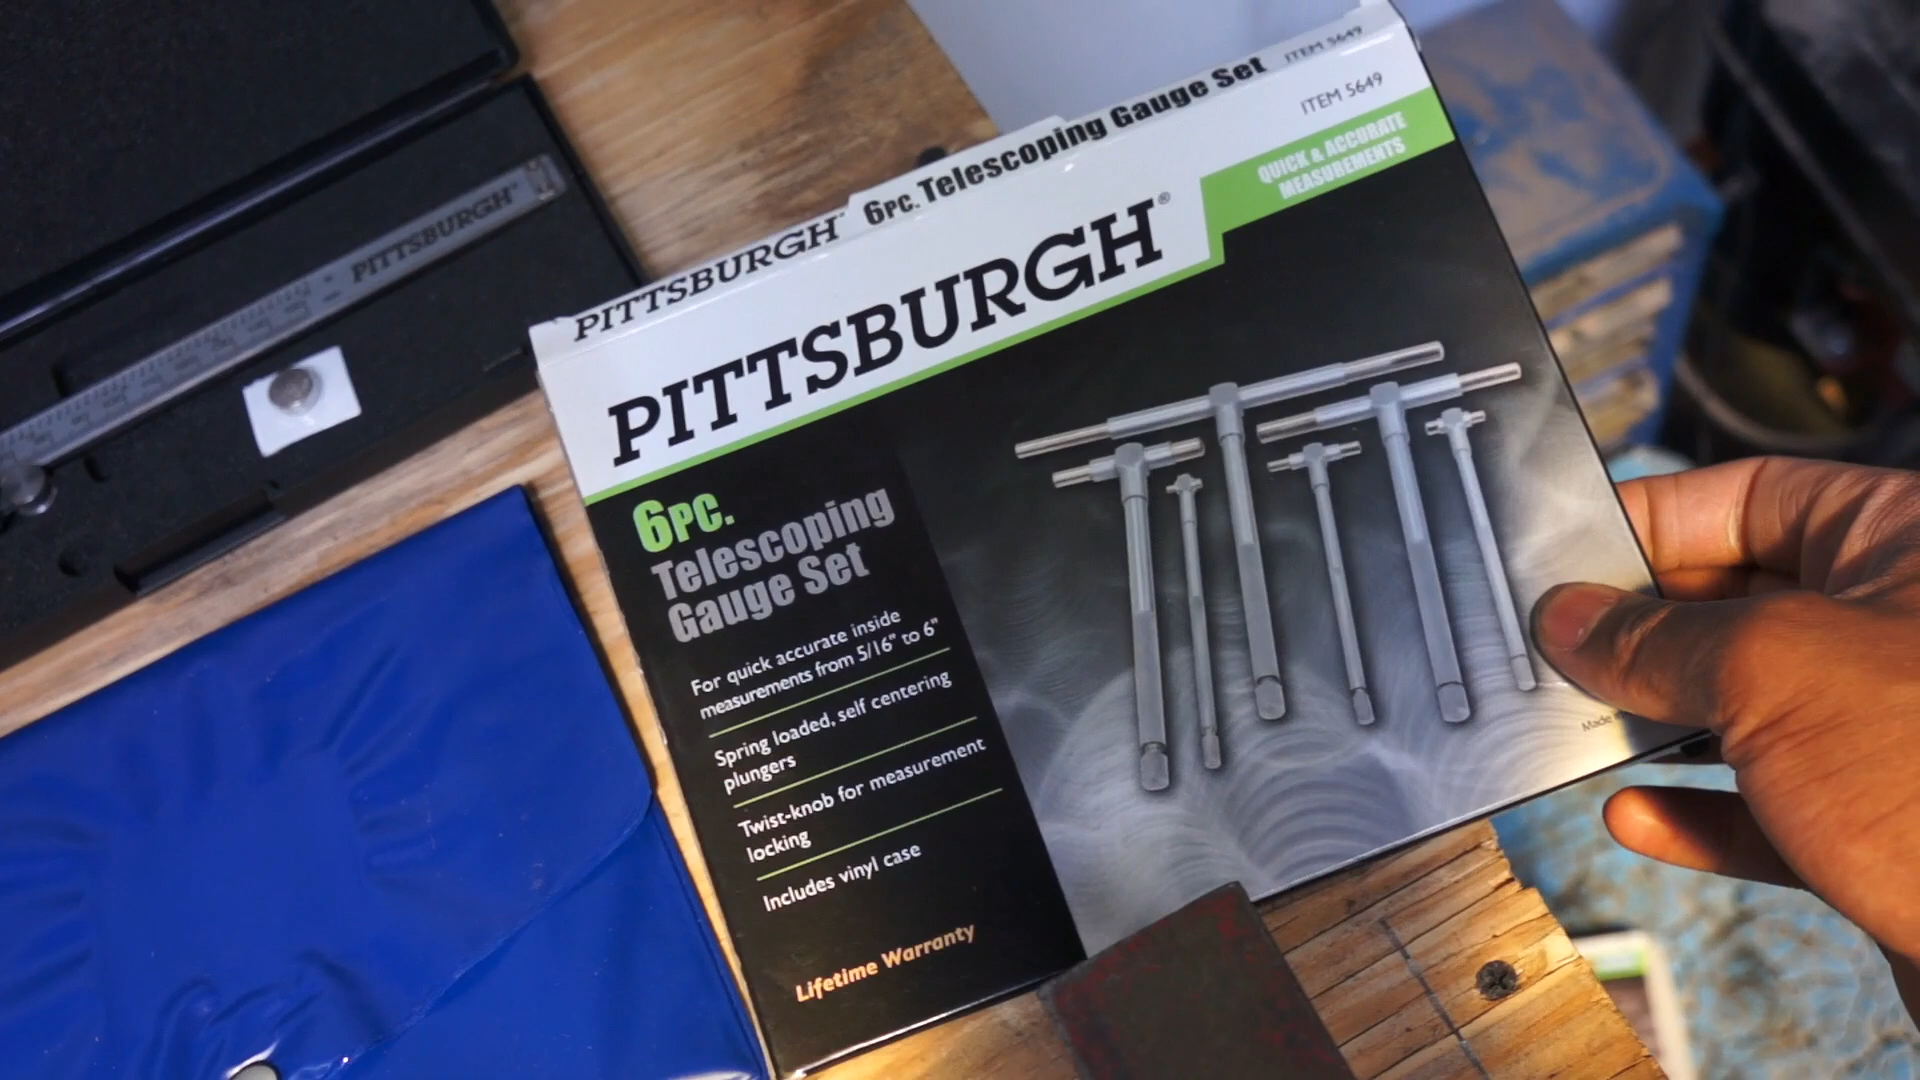 PITTSBURGH
PITTSBURGH 6PC. Telescoping Gauge Set ITEM 5649
ITEM 5649
QUICK & ACCURATE
MEASUREMENTS
PITTSBURGH®
6PC.
Telescoping
Gauge Set
For quick accurate inside
measurements from 5/16" to 6"
Spring loaded, self centering
plungers
Twist-knob for measurement
locking
Includes vinyl case
Lifetime Warranty
Made